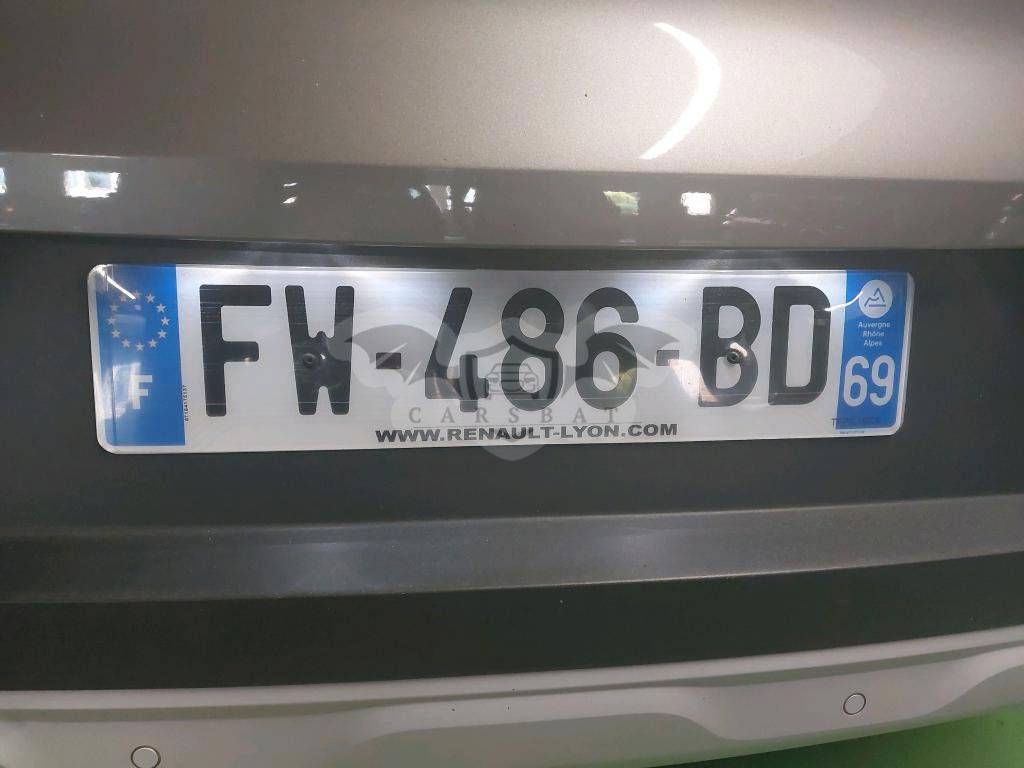 FW-486-BD
F
Auvergne
Rhône
Alpes
69
CARSBAT
WWW.RENAULT-LYON.COM